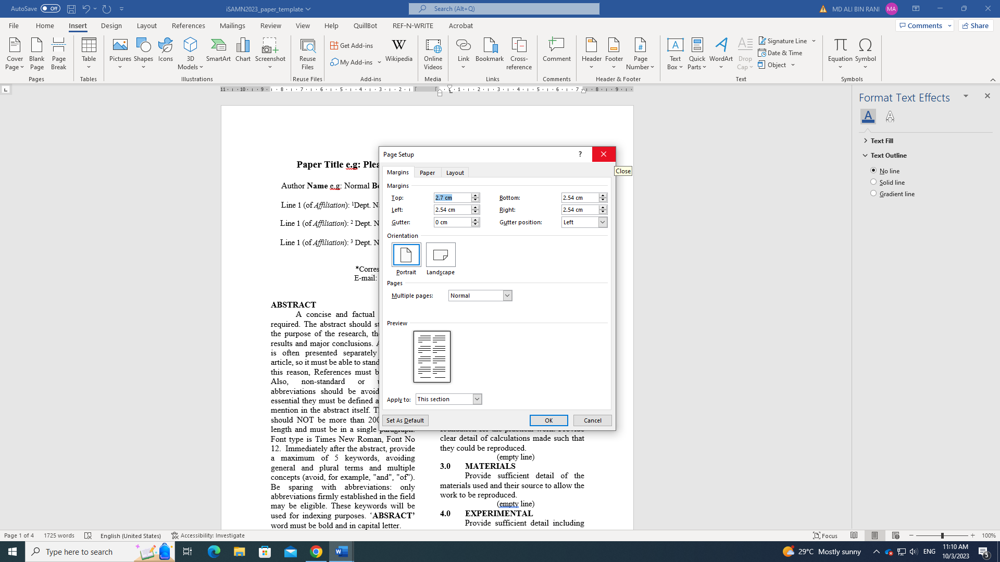 AutoSave Off
iSAMN2023_paper_template
Search (Alt+Q)
MD ALI BIN RANI MA
File Home Insert Design Layout References Mailings Review View Help QuillBot REF-N-WRITE Acrobat
Comments Share
Cover Page
Blank Page
Page Break
Pages
Table
Tables
Pictures
Shapes
Icons
3D Models
SmartArt
Chart
Screenshot
Illustrations
Reuse Files
Reuse Files
Get Add-ins
My Add-ins
W
Wikipedia
Add-ins
Online Videos
Media
Link
Bookmark
Cross-reference
Links
Comment
Comments
Header
Footer
Page Number
Header & Footer
Text Box
Quick Parts
WordArt
Drop Cap
Signature Line
Date & Time
Object
Text
Equation
Symbol
Symbols
11 10 9 8 7 6 5 4 3 2 1 1 2 3 4 5 6 7 8 9
Paper Title e.g: Plea
Author Name e.g: Normal Bo
Line 1 (of Affiliation): ¹Dept. N
Line 1 (of Affiliation): ² Dept. N
Line 1 (of Affiliation): ³ Dept. N
*Corres
E-mail:
ABSTRACT
A concise and factual
required. The abstract should st
the purpose of the research, the
results and major conclusions. A
is often presented separately
article, so it must be able to stand
this reason, References must b
Also, non-standard or u
abbreviations should be avoid
essential they must be defined a
mention in the abstract itself. T
should NOT be more than 200
length and must be in a single paragraph.
Font type is Times New Roman, Font No
12. Immediately after the abstract, provide
a maximum of 5 keywords, avoiding
general and plural terms and multiple
concepts (avoid, for example, "and", "of").
Be sparing with abbreviations: only
abbreviations firmly established in the field
may be eligible. These keywords will be
used for indexing purposes. ‘ABSRACT’
word must be bold and in capital letter.
foundation for the practical work. Provide
clear detail of calculations made such that
they could be reproduced.
(empty line)
3.0 MATERIALS
Provide sufficient detail of the
materials used and their source to allow the
work to be reproduced.
(empty line)
4.0 EXPERIMENTAL
Provide sufficient detail including
Page Setup ?
Close
Margins Paper Layout
Margins
Top: 2.7 cm Bottom: 2.54 cm
Left: 2.54 cm Right: 2.54 cm
Gutter: 0 cm Gutter position: Left
Orientation
Portrait Landscape
Pages
Multiple pages: Normal
Preview
Apply to: This section
Set As Default OK Cancel
Format Text Effects
A A
Text Fill
Text Outline
No line
Solid line
Gradient line
Page 1 of 4 1725 words English (United States) Accessibility: Investigate
Focus 100%
Type here to search
29°C Mostly sunny
ENG
11:10 AM
10/3/2023
5